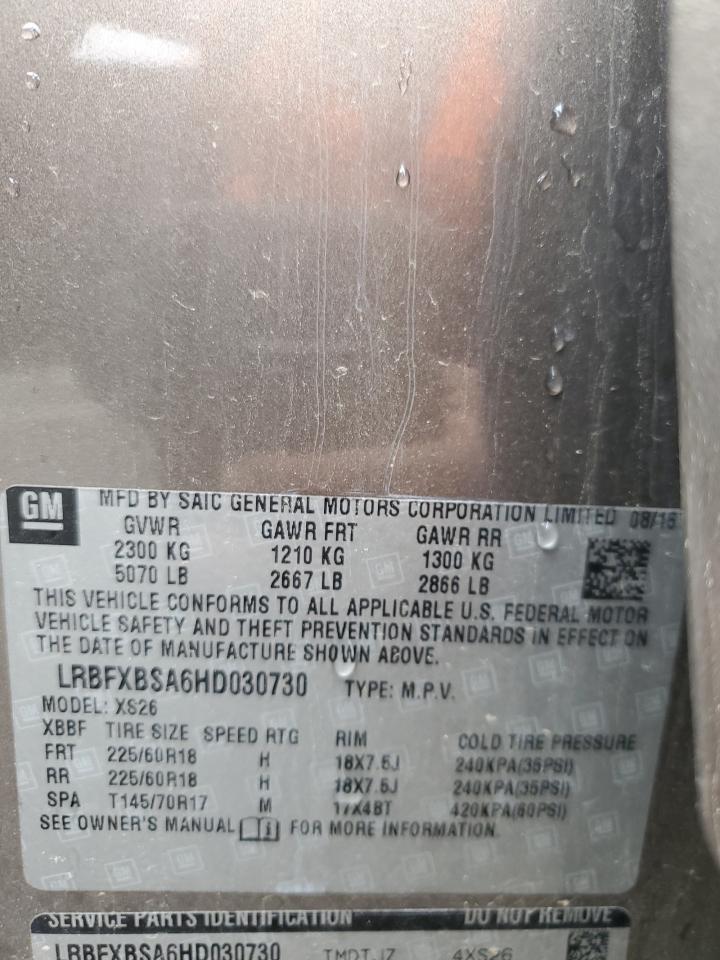 GM MFD BY SAIC GENERAL MOTORS CORPORATION LIMITED 08/16
GVWR GAWR FRT GAWR RR
2300 KG 1210 KG 1300 KG
5070 LB 2667 LB 2866 LB
THIS VEHICLE CONFORMS TO ALL APPLICABLE U.S. FEDERAL MOTOR
VEHICLE SAFETY AND THEFT PREVENTION STANDARDS IN EFFECT ON
THE DATE OF MANUFACTURE SHOWN ABOVE.
LRBFXBSA6HD030730 TYPE: M.P.V.
MODEL: XS26
XBBF TIRE SIZE SPEED RTG RIM COLD TIRE PRESSURE
FRT 225/60R18 H 18X7.5J 240KPA(35PSI)
RR 225/60R18 H 18X7.5J 240KPA(35PSI)
SPA T145/70R17 M 17X4BT 420KPA(60PSI)
SEE OWNER'S MANUAL FOR MORE INFORMATION
SERVICE PARTS IDENTIFICATION DO NOT REMOVE
LRBFXBSA6HD030730 TMDTJZ 4XS26